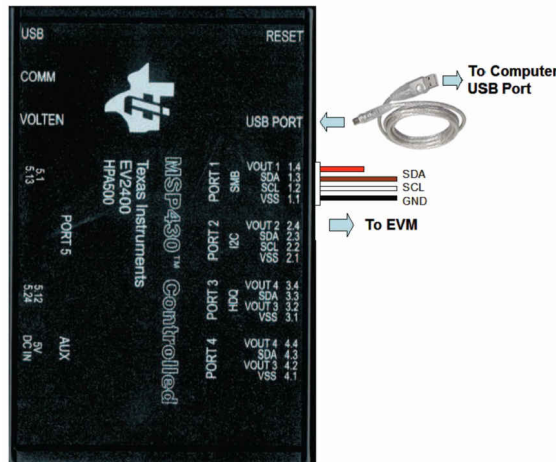 USB
RESET
COMM
VOLTEN
USB PORT
To Computer
USB Port
Texas Instruments
EV2400
HPA500
MSP430™ Controlled
5.1
5.13
PORT 5
5.12
5.24
AUX
5V
DC IN
PORT 1
SMB
VOUT 1 1.4
SDA 1.3
SCL 1.2
VSS 1.1
PORT 2
I2C
VOUT 2 2.4
SDA 2.3
SCL 2.2
VSS 2.1
PORT 3
HDQ
VOUT 4 3.4
SDA 3.3
VOUT 3 3.2
VSS 3.1
PORT 4
VOUT 4 4.4
SDA 4.3
VOUT 3 4.2
VSS 4.1
SDA
SCL
GND
To EVM